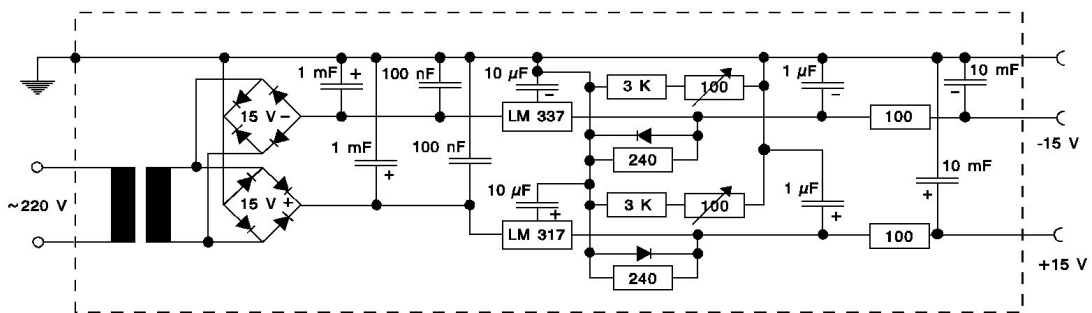 1 mF
+
100 nF
10 µF
−
3 K
100
1 µF
−
10 mF
−
15 V −
LM 337
100
-15 V
1 mF
+
100 nF
240
10 mF
+
~220 V
15 V +
10 µF
+
3 K
100
1 µF
+
LM 317
100
+15 V
240